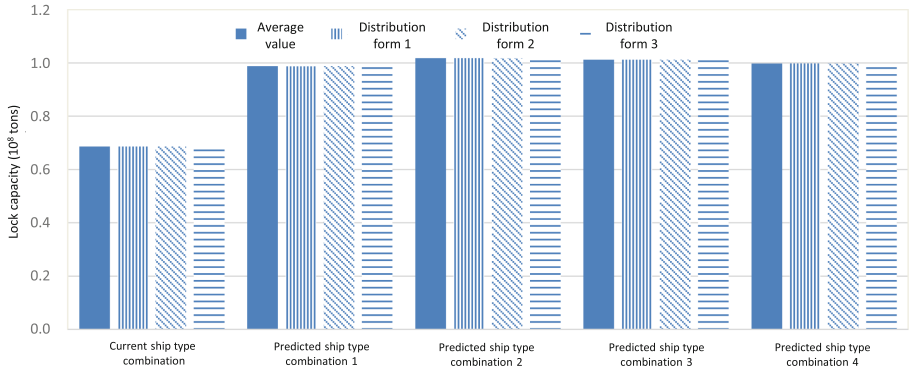 1.2
1.0
0.8
0.6
0.4
0.2
0.0
Lock capacity (10⁸ tons)
Average
value
Distribution
form 1
Distribution
form 2
Distribution
form 3
Current ship type
combination
Predicted ship type
combination 1
Predicted ship type
combination 2
Predicted ship type
combination 3
Predicted ship type
combination 4